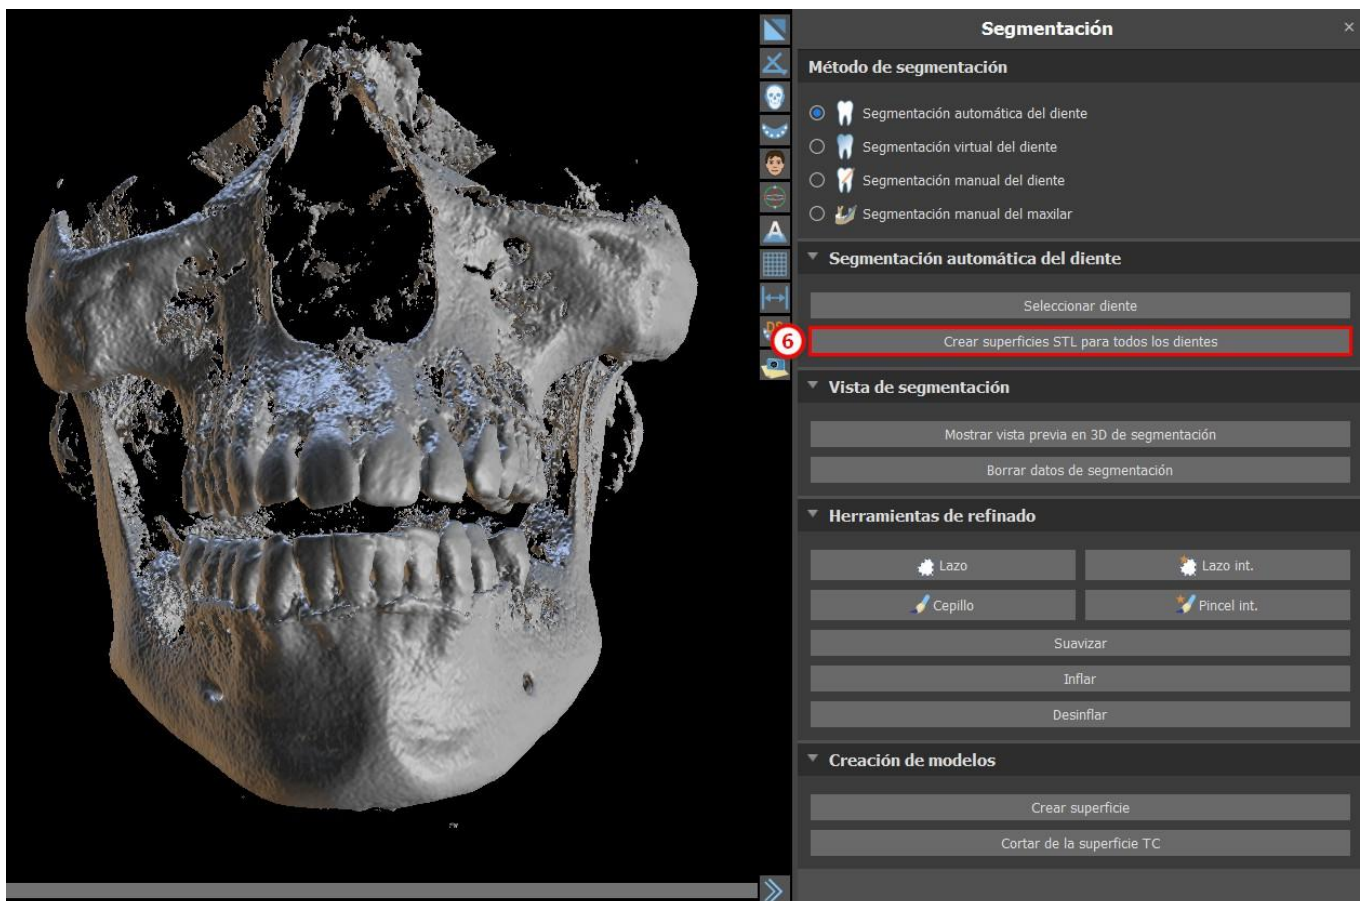 Segmentación
Método de segmentación
Segmentación automática del diente
Segmentación virtual del diente
Segmentación manual del diente
Segmentación manual del maxilar
Segmentación automática del diente
Seleccionar diente
6
Crear superficies STL para todos los dientes
Vista de segmentación
Mostrar vista previa en 3D de segmentación
Borrar datos de segmentación
Herramientas de refinado
Lazo
Lazo int.
Cepillo
Pincel int.
Suavizar
Inflar
Desinflar
Creación de modelos
Crear superficie
Cortar de la superficie TC